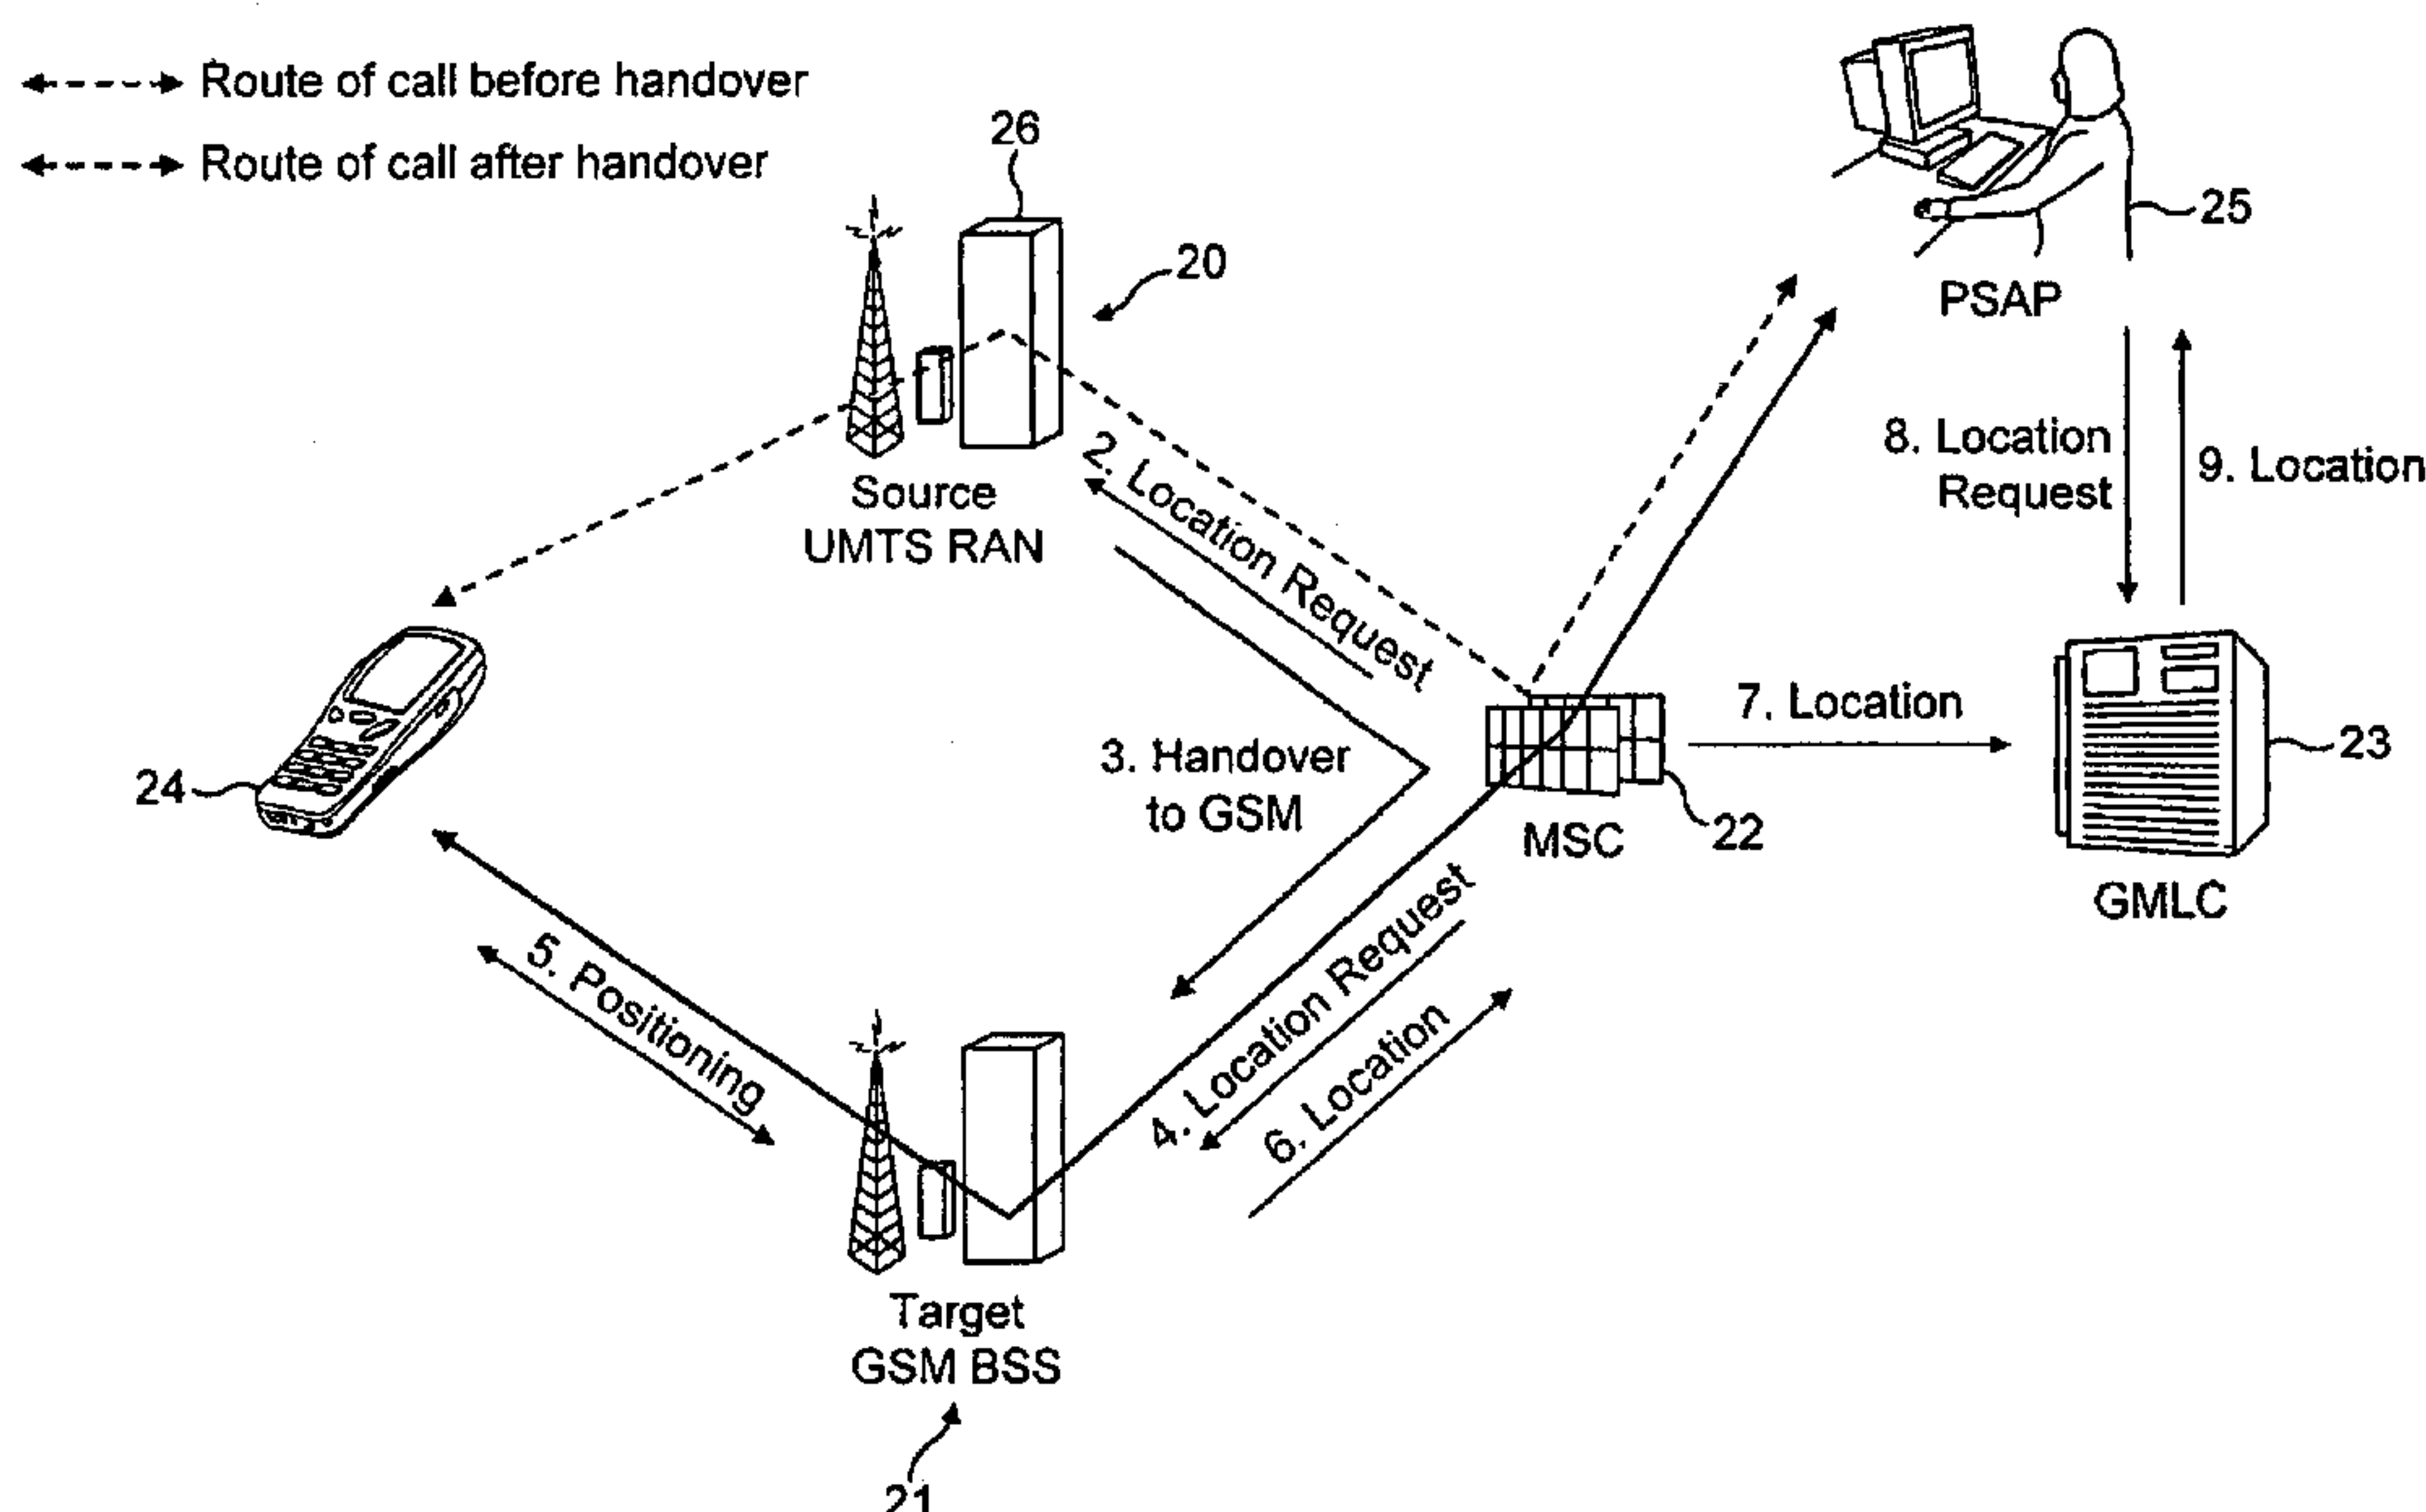 Route of call before handover
Route of call after handover
26
20
25
PSAP
Source
UMTS RAN
2. Location Request
8. Location
Request
9. Location
24
3. Handover
to GSM
MSC
22
7. Location
23
GMLC
5. Positioning
4. Location Request
6. Location
Target
GSM BSS
21